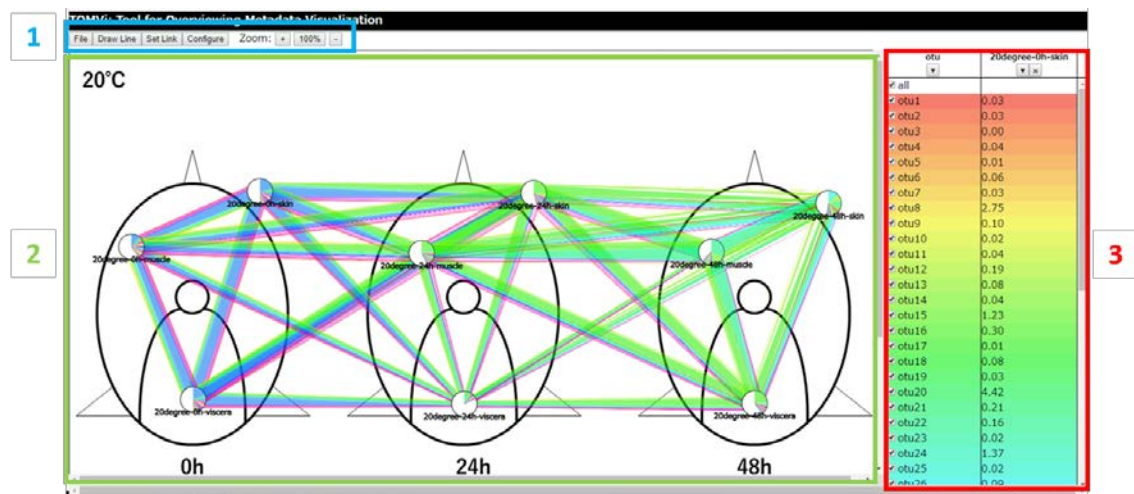 TOMVi: Tool for Overviewing Metadata Visualization
1
File Draw Line Set Link Configure Zoom: + 100% -
2
20°C
20degree-0h-skin
20degree-24h-skin
20degree-48h-skin
20degree-0h-muscle
20degree-24h-muscle
20degree-48h-muscle
20degree-0h-viscera
20degree-24h-viscera
20degree-48h-viscera
0h 24h 48h
3
otu 20degree-0h-skin
all
otu1 0.03
otu2 0.03
otu3 0.00
otu4 0.04
otu5 0.01
otu6 0.06
otu7 0.03
otu8 2.75
otu9 0.10
otu10 0.02
otu11 0.04
otu12 0.19
otu13 0.08
otu14 0.04
otu15 1.23
otu16 0.30
otu17 0.01
otu18 0.08
otu19 0.03
otu20 4.42
otu21 0.21
otu22 0.16
otu23 0.02
otu24 1.37
otu25 0.02
otu26 0.09